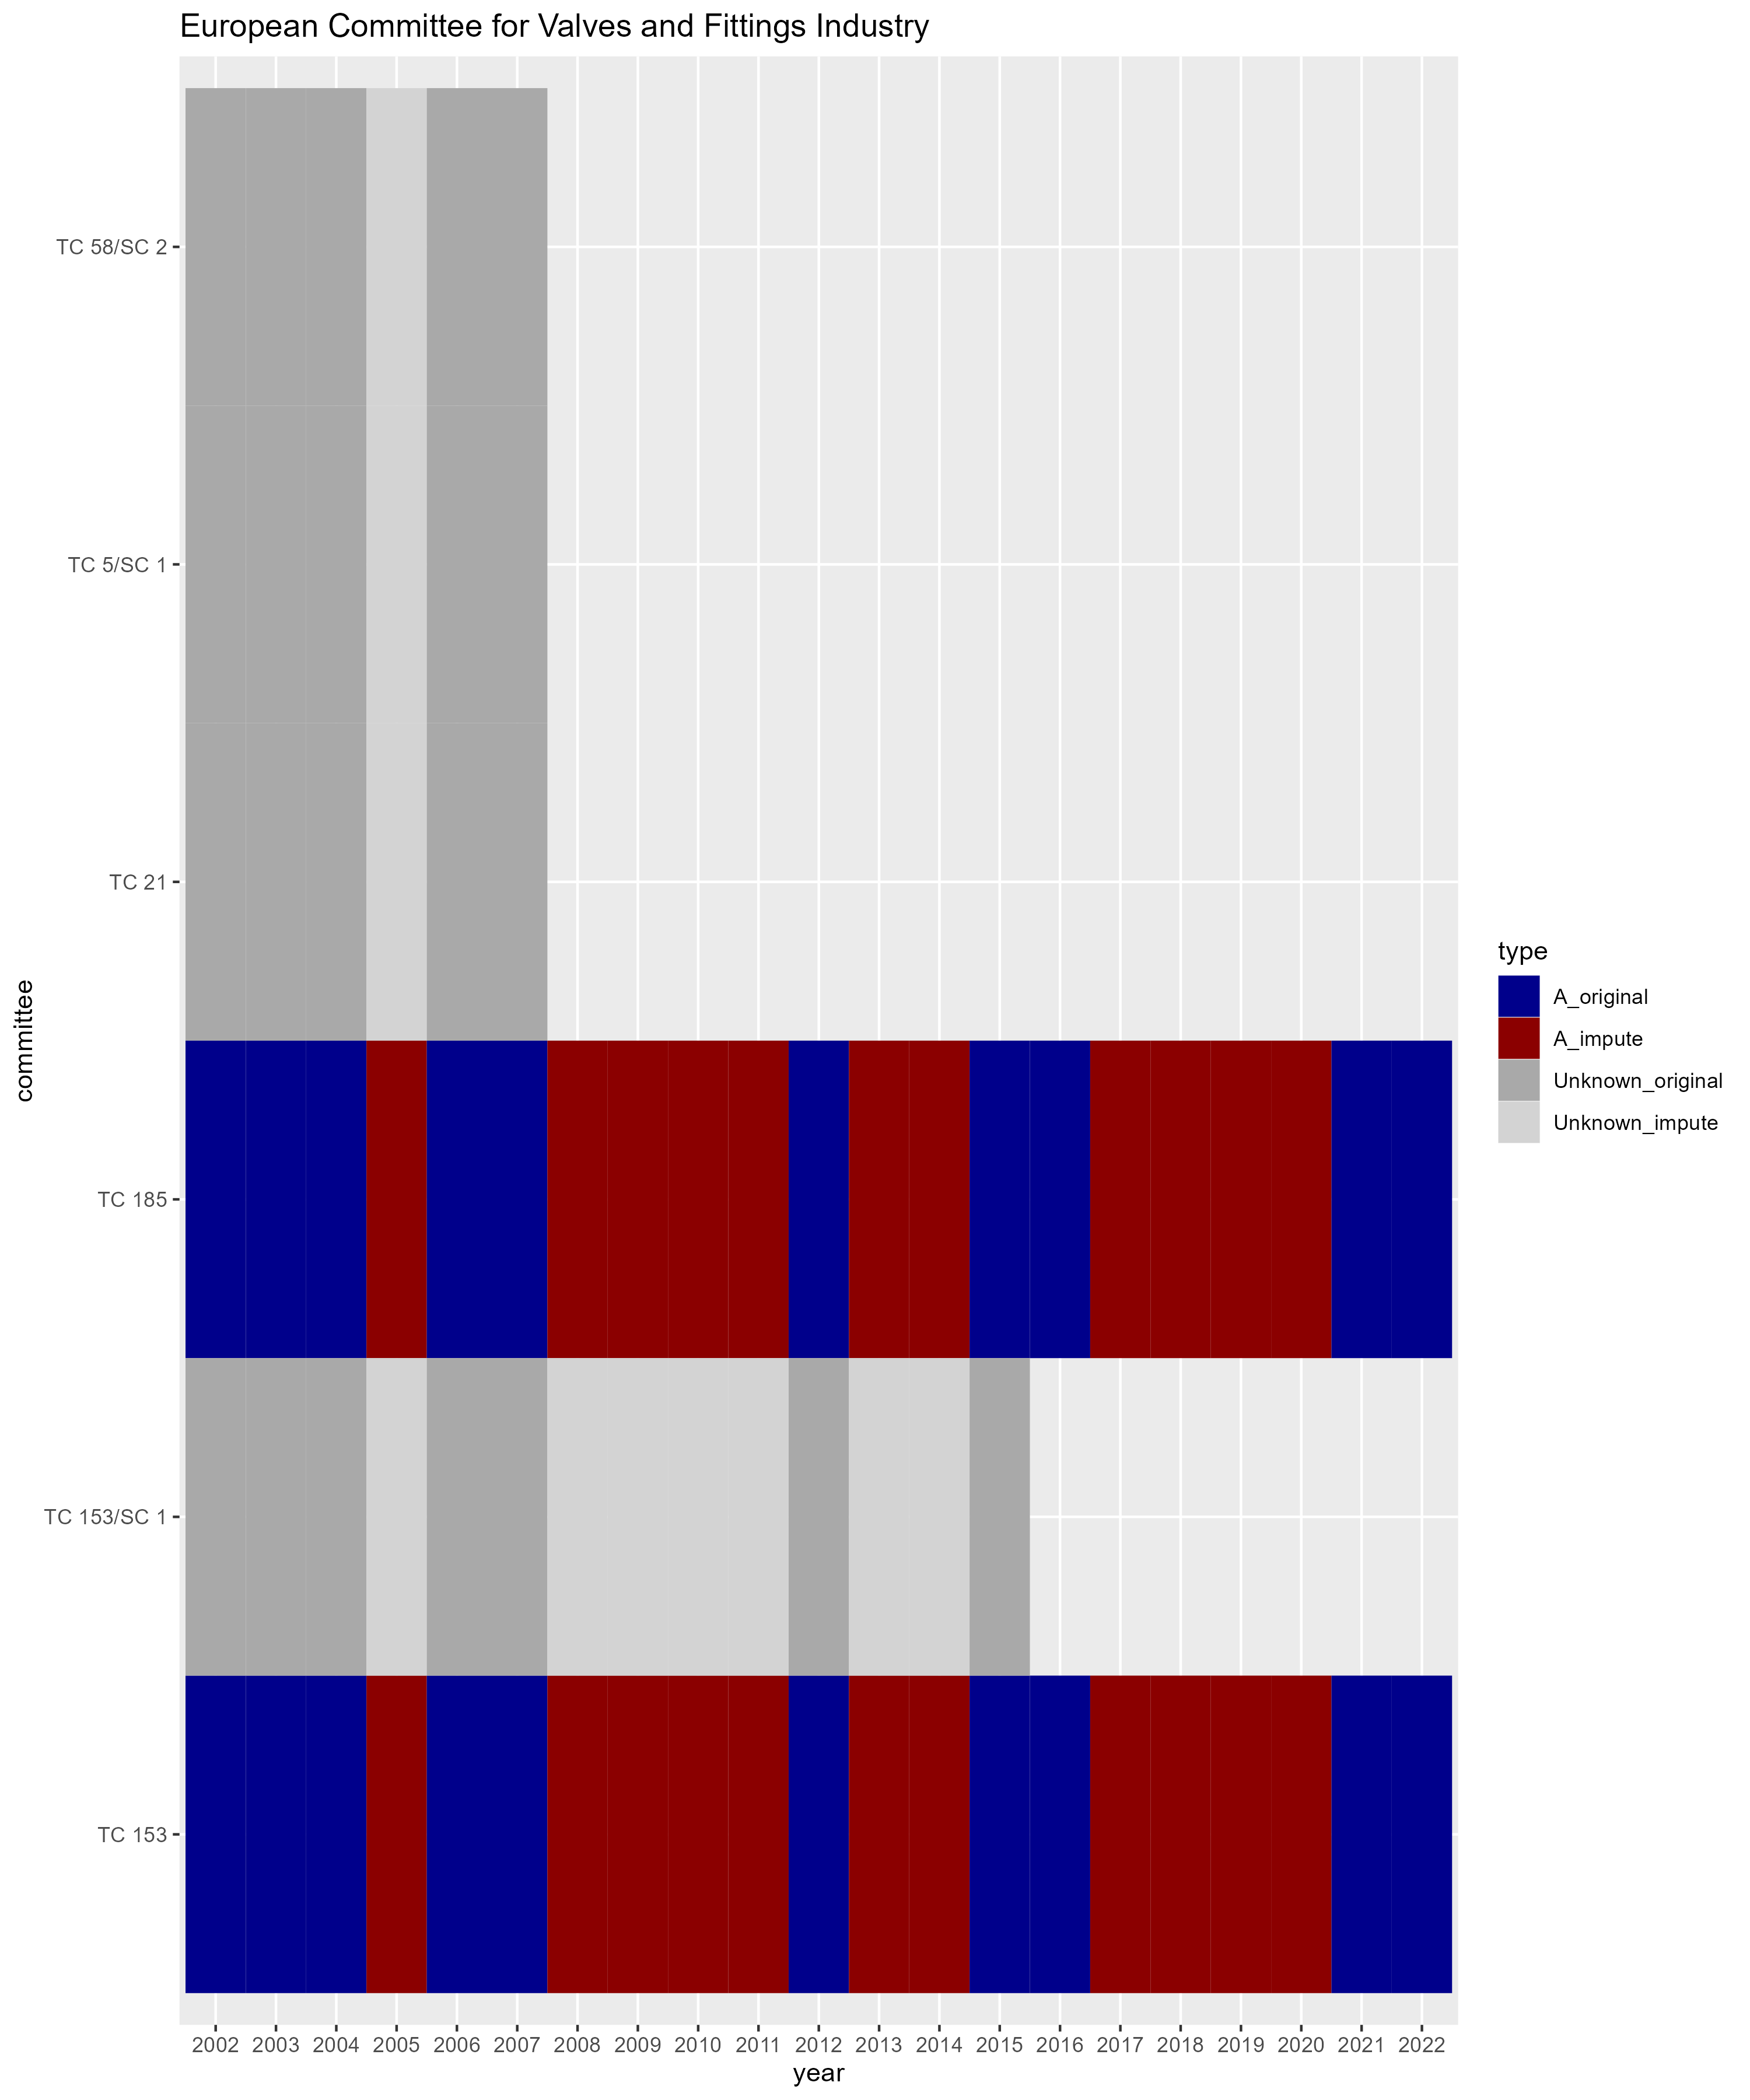 European Committee for Valves and Fittings Industry
committee
TC 58/SC 2
TC 5/SC 1
TC 21
TC 185
TC 153/SC 1
TC 153
2002 2003 2004 2005 2006 2007 2008 2009 2010 2011 2012 2013 2014 2015 2016 2017 2018 2019 2020 2021 2022
year
type
A_original
A_impute
Unknown_original
Unknown_impute